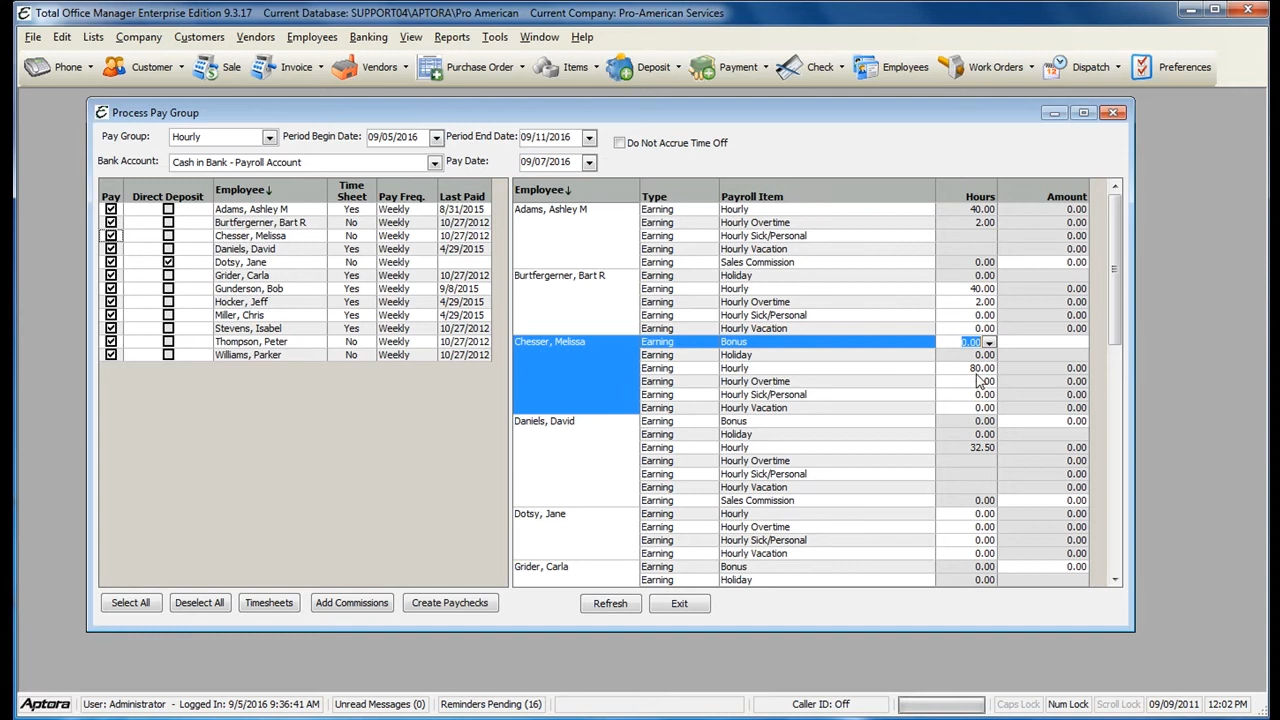 Total Office Manager Enterprise Edition 9.3.17 Current Database: SUPPORT04\APTORA\Pro American Current Company: Pro-American Services
File Edit Lists Company Customers Vendors Employees Banking View Reports Tools Window Help
Phone Customer Sale Invoice Vendors Purchase Order Items Deposit Payment Check Employees Work Orders Dispatch Preferences
Process Pay Group
Pay Group: Hourly Period Begin Date: 09/05/2016 Period End Date: 09/11/2016 Do Not Accrue Time Off
Bank Account: Cash in Bank - Payroll Account Pay Date: 09/07/2016
Pay Direct Deposit Employee Time Sheet Pay Freq. Last Paid
Adams, Ashley M Yes Weekly 8/31/2015
Burtfergerner, Bart R No Weekly 10/27/2012
Chesser, Melissa No Weekly 10/27/2012
Daniels, David Yes Weekly 4/29/2015
Dotsy, Jane No Weekly
Grider, Carla Yes Weekly 10/27/2012
Gunderson, Bob Yes Weekly 9/8/2015
Hocker, Jeff Yes Weekly 4/29/2015
Miller, Chris Yes Weekly 10/27/2012
Stevens, Isabel Yes Weekly 10/27/2012
Thompson, Peter No Weekly 10/27/2012
Williams, Parker No Weekly 10/27/2012
Employee Type Payroll Item Hours Amount
Adams, Ashley M Earning Hourly 40.00 0.00
Earning Hourly Overtime 2.00 0.00
Earning Hourly Sick/Personal 0.00
Earning Hourly Vacation 0.00
Earning Sales Commission 0.00 0.00
Burtfergerner, Bart R Earning Holiday 0.00
Earning Hourly 40.00 0.00
Earning Hourly Overtime 2.00 0.00
Earning Hourly Sick/Personal 0.00 0.00
Earning Hourly Vacation 0.00 0.00
Chesser, Melissa Earning Bonus 0.00
Earning Holiday 0.00
Earning Hourly 80.00 0.00
Earning Hourly Overtime 0.00
Earning Hourly Sick/Personal 0.00 0.00
Earning Hourly Vacation 0.00 0.00
Daniels, David Earning Bonus 0.00 0.00
Earning Holiday 0.00
Earning Hourly 32.50 0.00
Earning Hourly Overtime 0.00
Earning Hourly Sick/Personal 0.00
Earning Hourly Vacation 0.00
Earning Sales Commission 0.00 0.00
Dotsy, Jane Earning Hourly 0.00 0.00
Earning Hourly Overtime 0.00 0.00
Earning Hourly Sick/Personal 0.00 0.00
Earning Hourly Vacation 0.00 0.00
Grider, Carla Earning Bonus 0.00 0.00
Earning Holiday 0.00
Select All Deselect All Timesheets Add Commissions Create Paychecks Refresh Exit
Aptora User: Administrator - Logged In: 9/5/2016 9:36:41 AM Unread Messages (0) Reminders Pending (16) Caller ID: Off Caps Lock Num Lock Scroll Lock 09/09/2011 12:02 PM